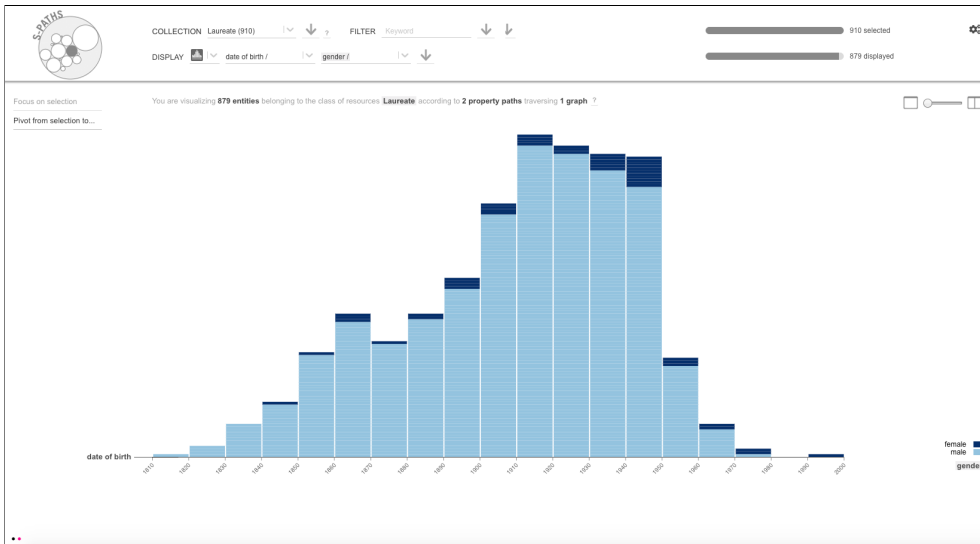 S-PATHS
COLLECTION Laureate (910) ? FILTER Keyword 910 selected
DISPLAY date of birth / gender / 879 displayed
Focus on selection
You are visualizing 879 entities belonging to the class of resources Laureate according to 2 property paths traversing 1 graph ?
Pivot from selection to...
female
male
gender
date of birth
1810 1820 1830 1840 1850 1860 1870 1880 1890 1900 1910 1920 1930 1940 1950 1960 1970 1980 1990 2000